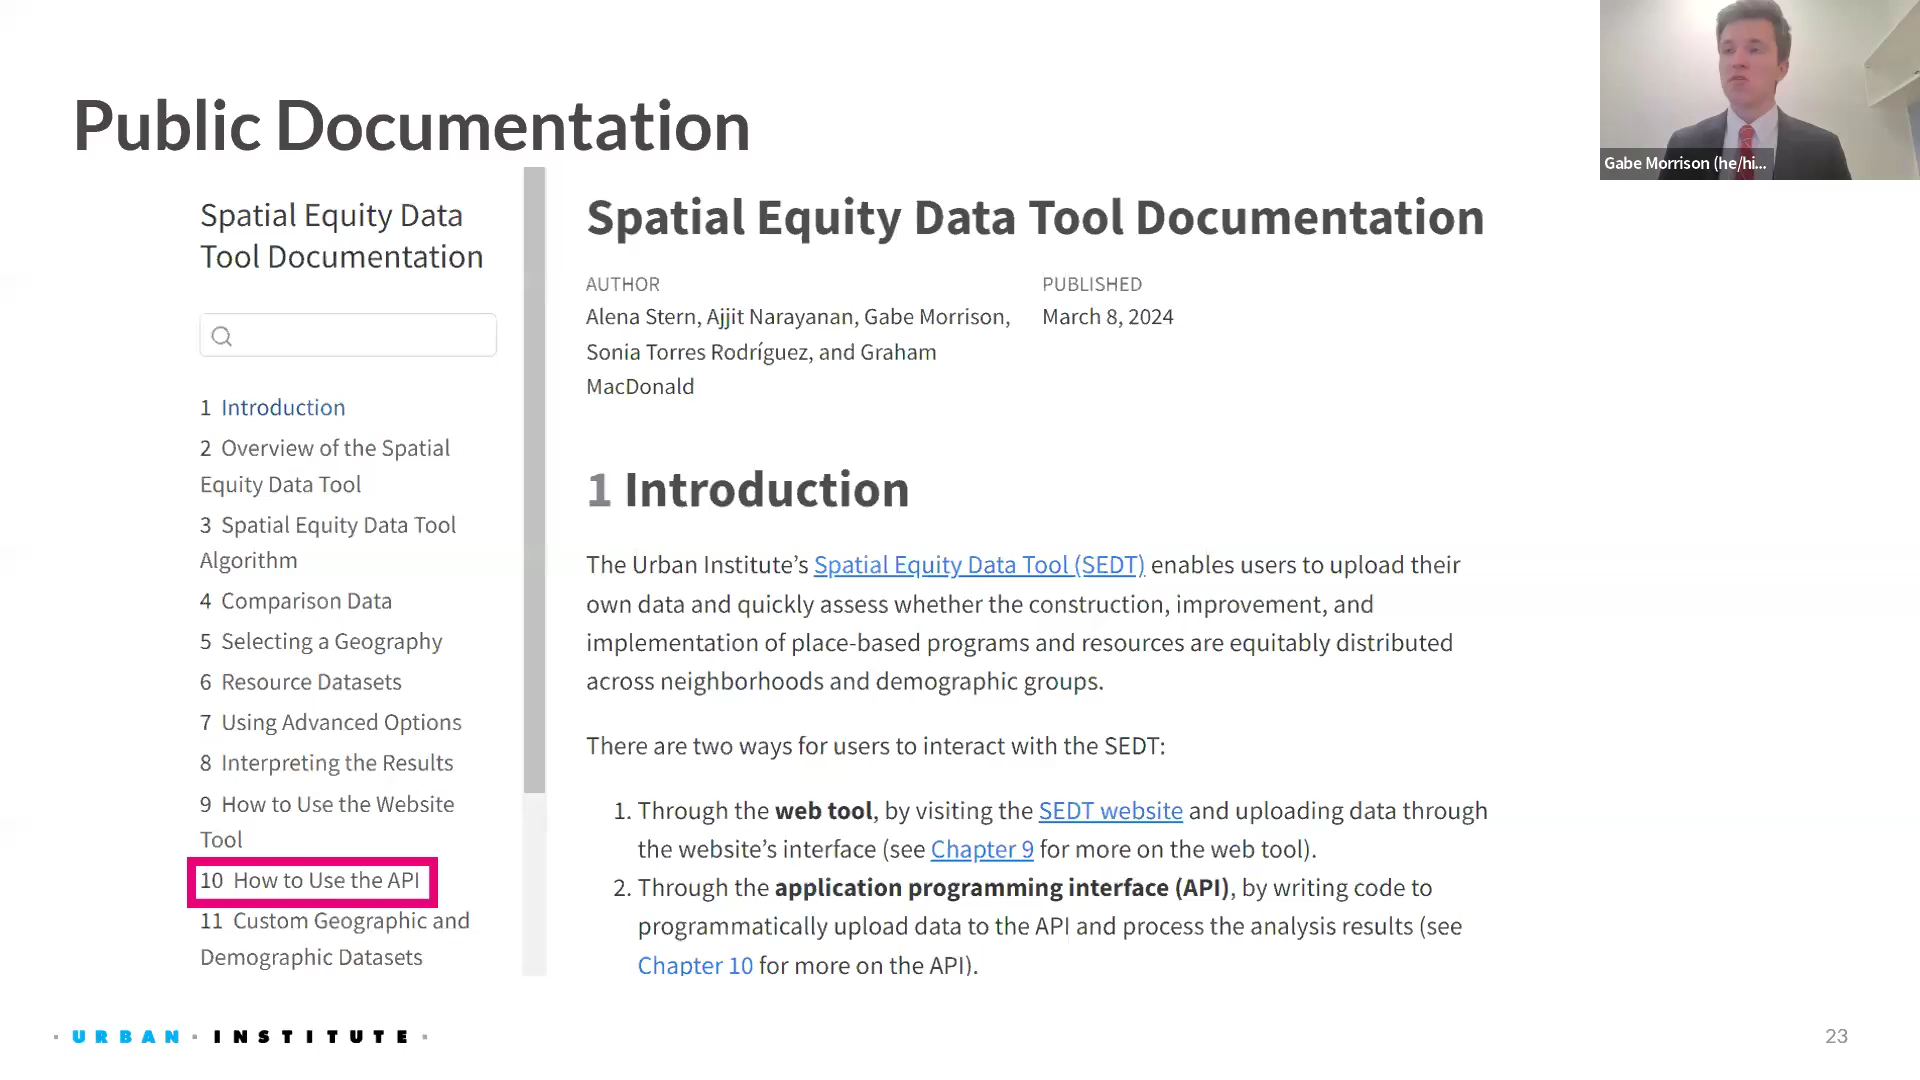 Public Documentation
Gabe Morrison (he/hi...
Spatial Equity Data
Tool Documentation
1 Introduction
2 Overview of the Spatial
Equity Data Tool
3 Spatial Equity Data Tool
Algorithm
4 Comparison Data
5 Selecting a Geography
6 Resource Datasets
7 Using Advanced Options
8 Interpreting the Results
9 How to Use the Website
Tool
10 How to Use the API
11 Custom Geographic and
Demographic Datasets
Spatial Equity Data Tool Documentation
AUTHOR
Alena Stern, Ajjit Narayanan, Gabe Morrison,
Sonia Torres Rodríguez, and Graham
MacDonald
PUBLISHED
March 8, 2024
1 Introduction
The Urban Institute’s Spatial Equity Data Tool (SEDT) enables users to upload their
own data and quickly assess whether the construction, improvement, and
implementation of place-based programs and resources are equitably distributed
across neighborhoods and demographic groups.
There are two ways for users to interact with the SEDT:
1. Through the web tool, by visiting the SEDT website and uploading data through
the website’s interface (see Chapter 9 for more on the web tool).
2. Through the application programming interface (API), by writing code to
programmatically upload data to the API and process the analysis results (see
Chapter 10 for more on the API).
· URBAN · INSTITUTE ·
23